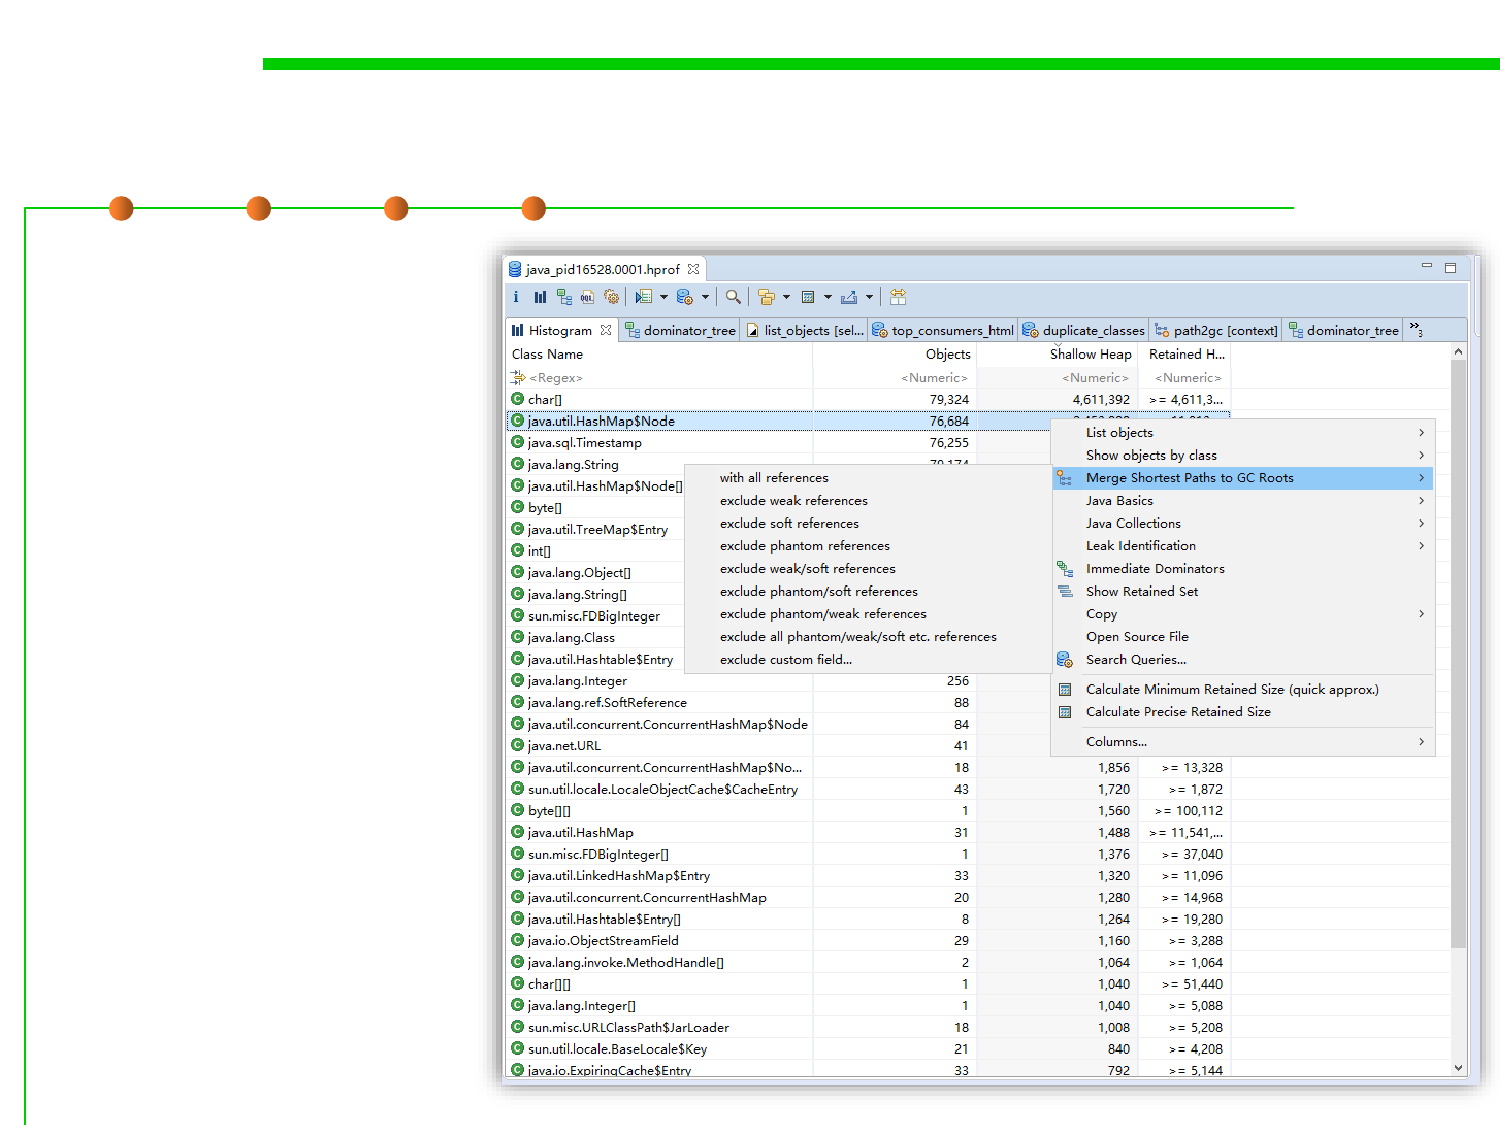 java_pid16528.0001.hprof
Histogram dominator_tree list_objects [sel... top_consumers_html duplicate_classes path2gc [context] dominator_tree »3
Class Name Objects Shallow Heap Retained H...
<Regex> <Numeric> <Numeric> <Numeric>
char[] 79,324 4,611,392 >= 4,611,3...
java.util.HashMap$Node 76,684
java.sql.Timestamp 76,255
java.lang.String
java.util.HashMap$Node[]
byte[]
java.util.TreeMap$Entry
int[]
java.lang.Object[]
java.lang.String[]
sun.misc.FDBigInteger
java.lang.Class
java.util.Hashtable$Entry
java.lang.Integer 256
java.lang.ref.SoftReference 88
java.util.concurrent.ConcurrentHashMap$Node 84
java.net.URL 41
java.util.concurrent.ConcurrentHashMap$No... 18 1,856 >= 13,328
sun.util.locale.LocaleObjectCache$CacheEntry 43 1,720 >= 1,872
byte[][] 1 1,560 >= 100,112
java.util.HashMap 31 1,488 >= 11,541,...
sun.misc.FDBigInteger[] 1 1,376 >= 37,040
java.util.LinkedHashMap$Entry 33 1,320 >= 11,096
java.util.concurrent.ConcurrentHashMap 20 1,280 >= 14,968
java.util.Hashtable$Entry[] 8 1,264 >= 19,280
java.io.ObjectStreamField 29 1,160 >= 3,288
java.lang.invoke.MethodHandle[] 2 1,064 >= 1,064
char[][] 1 1,040 >= 51,440
java.lang.Integer[] 1 1,040 >= 5,088
sun.misc.URLClassPath$JarLoader 18 1,008 >= 5,208
sun.util.locale.BaseLocale$Key 21 840 >= 4,208
java.io.ExpiringCache$Entry 33 792 >= 5,144
List objects
Show objects by class
Merge Shortest Paths to GC Roots
Java Basics
Java Collections
Leak Identification
Immediate Dominators
Show Retained Set
Copy
Open Source File
Search Queries...
Calculate Minimum Retained Size (quick approx.)
Calculate Precise Retained Size
Columns...
with all references
exclude weak references
exclude soft references
exclude phantom references
exclude weak/soft references
exclude phantom/soft references
exclude phantom/weak references
exclude all phantom/weak/soft etc. references
exclude custom field...